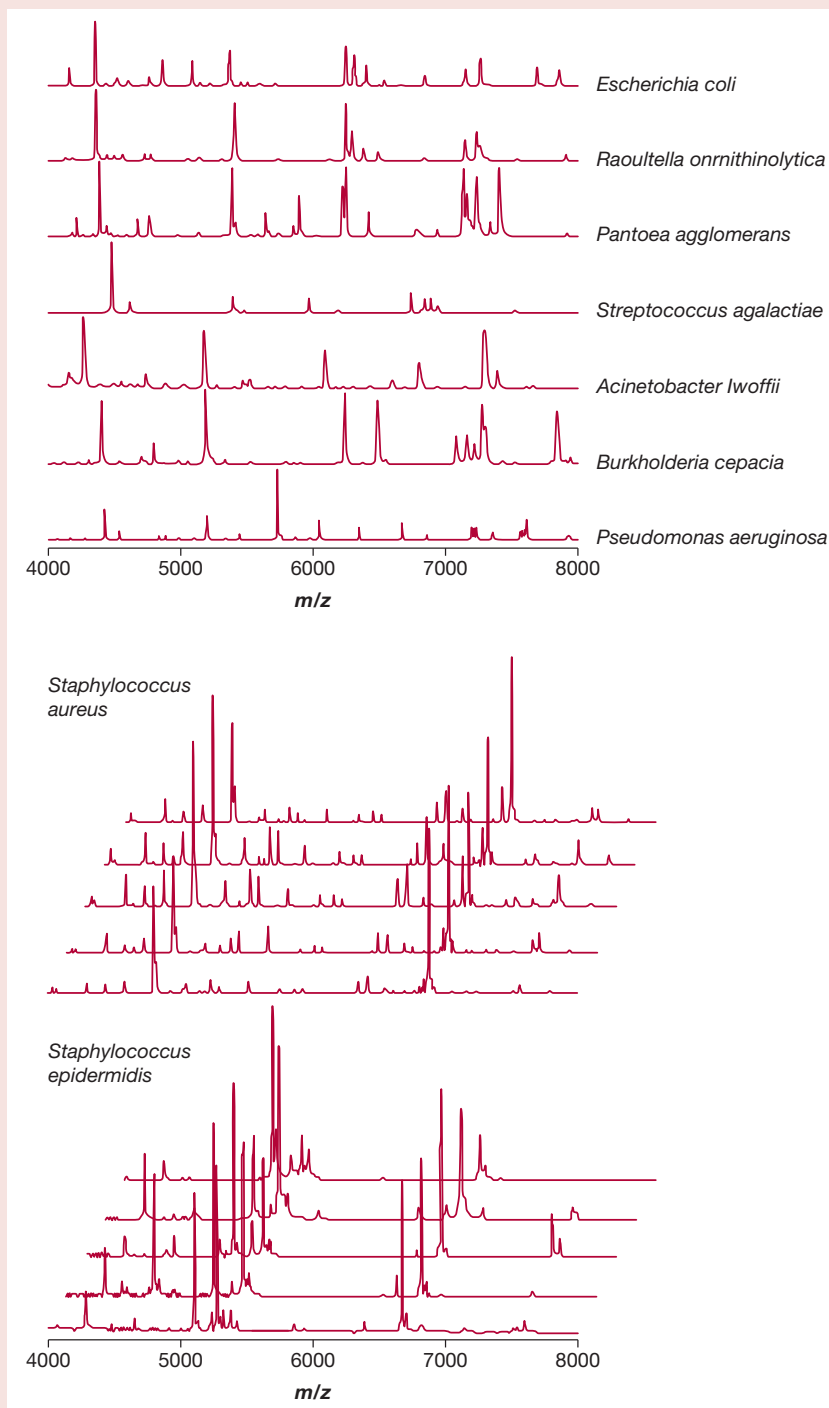 Escherichia coli
Raoultella onrnithinolytica
Pantoea agglomerans
Streptococcus agalactiae
Acinetobacter Iwoffii
Burkholderia cepacia
Pseudomonas aeruginosa
4000 5000 6000 7000 8000
m/z
Staphylococcus
aureus
Staphylococcus
epidermidis
4000 5000 6000 7000 8000
m/z